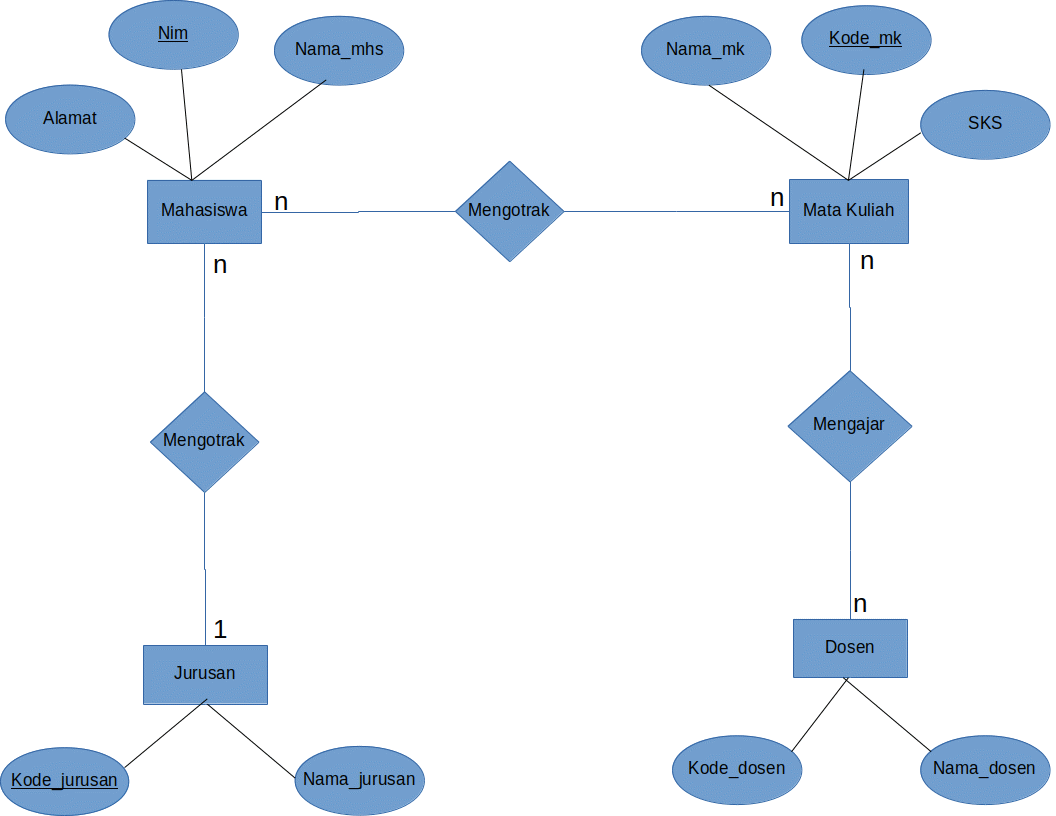 Nim
Nama_mhs
Alamat
Nama_mk
Kode_mk
SKS
Mahasiswa
n
Mengotrak
n
Mata Kuliah
n
n
Mengotrak
Mengajar
1
n
Jurusan
Dosen
Kode_jurusan
Nama_jurusan
Kode_dosen
Nama_dosen